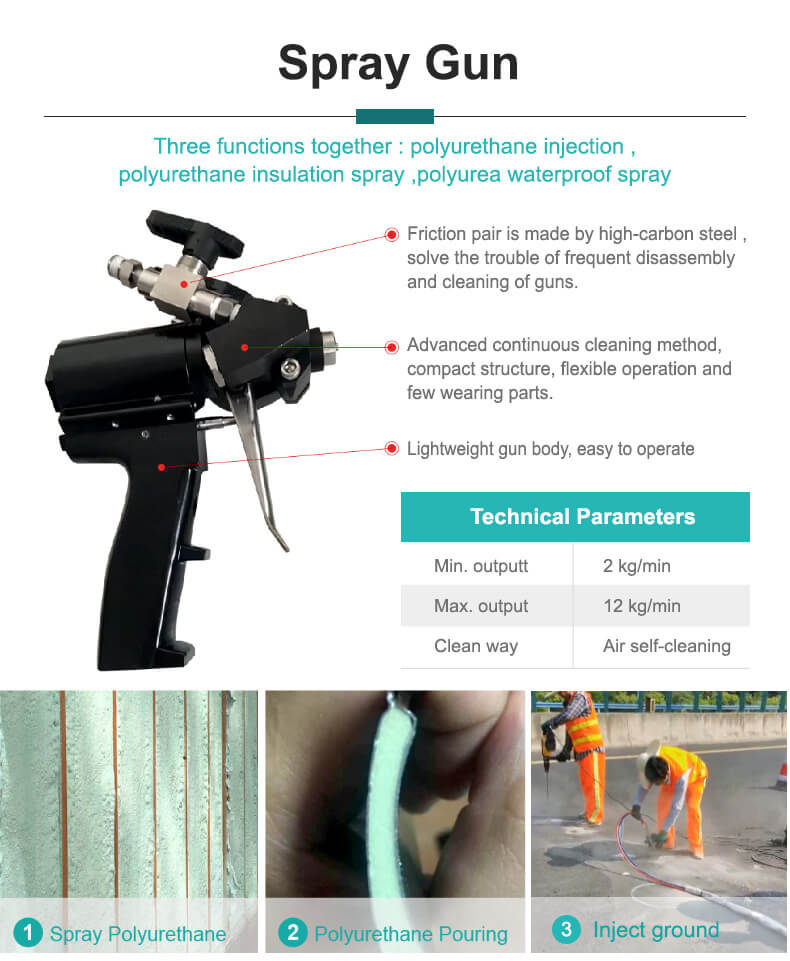 Spray Gun
Three functions together : polyurethane injection ,
polyurethane insulation spray ,polyurea waterproof spray
Friction pair is made by high-carbon steel ,
solve the trouble of frequent disassembly
and cleaning of guns.
Advanced continuous cleaning method,
compact structure, flexible operation and
few wearing parts.
Lightweight gun body, easy to operate
Technical Parameters
Min. outputt 2 kg/min
Max. output 12 kg/min
Clean way Air self-cleaning
1 Spray Polyurethane
2 Polyurethane Pouring
3 Inject ground